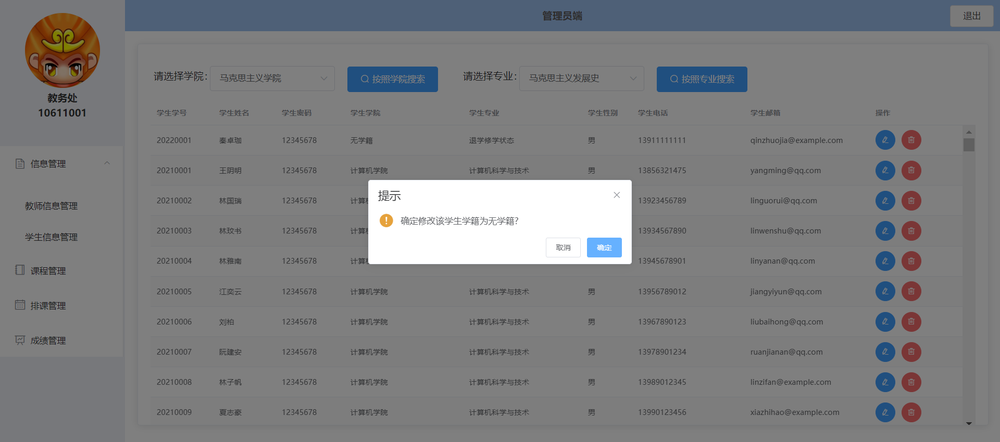 管理员端
退出
教务处
10611001
信息管理
教师信息管理
学生信息管理
课程管理
排课管理
成绩管理
请选择学院: 马克思主义学院 按照学院搜索 请选择专业: 马克思主义发展史 按照专业搜索
学生学号 学生姓名 学生密码 学生学院 学生专业 学生性别 学生电话 学生邮箱 操作
20220001 秦卓珈 12345678 无学籍 退学修学状态 男 13911111111 qinzhuojia@example.com
20210001 王阴明 12345678 计算机学院 计算机科学与技术 男 13856321475 yangming@qq.com
20210002 林国瑞 12345678 计算机 13923456789 linguorui@qq.com
20210003 林玟书 12345678 计算机 13934567890 linwenshu@qq.com
20210004 林雅南 12345678 计算机 13945678901 linyanan@qq.com
20210005 江奕云 12345678 计算机学院 计算机科学与技术 男 13956789012 jiangyiyun@qq.com
20210006 刘柏 12345678 计算机学院 计算机科学与技术 男 13967890123 liubaihong@qq.com
20210007 阮建安 12345678 计算机学院 计算机科学与技术 男 13978901234 ruanjianan@qq.com
20210008 林子帆 12345678 计算机学院 计算机科学与技术 男 13989012345 linzifan@example.com
20210009 夏志豪 12345678 计算机学院 计算机科学与技术 男 13990123456 xiazhihao@example.com
提示
确定修改该学生学籍为无学籍?
取消 确定